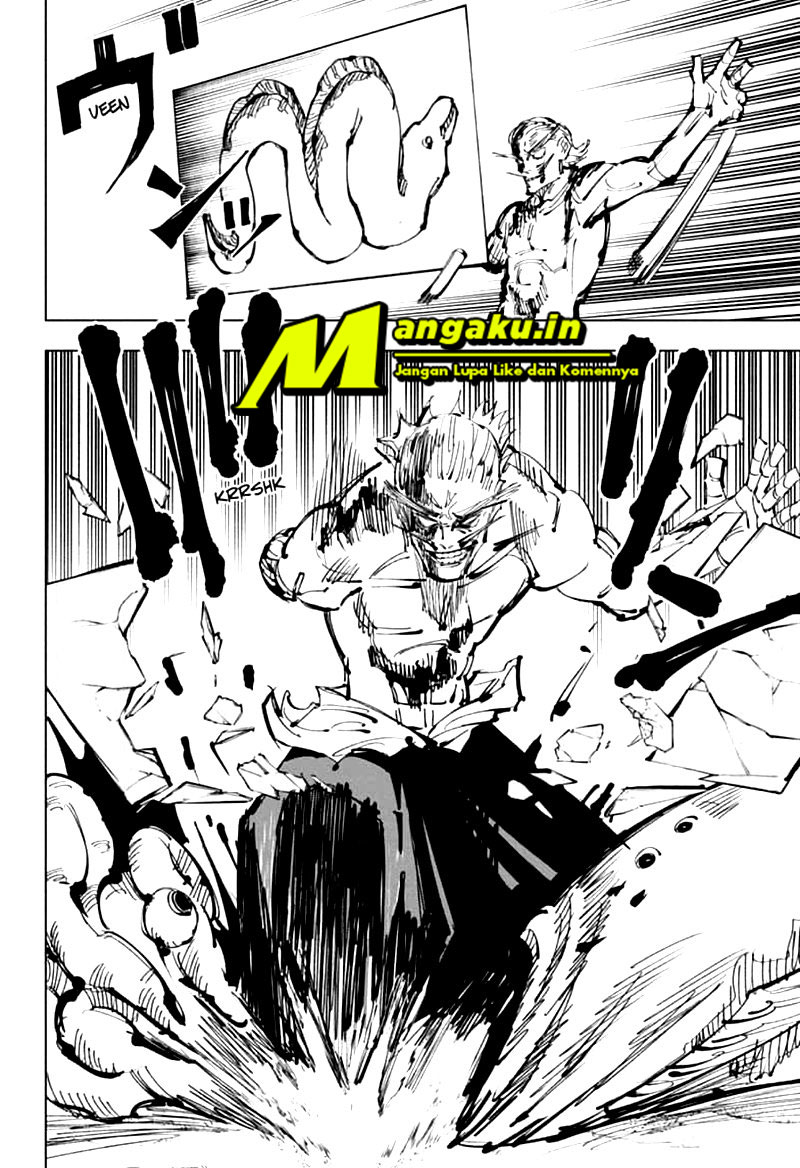 ヴン
VEEN
Mangaku.in
Jangan Lupa Like dan Komennya
KRRSHK